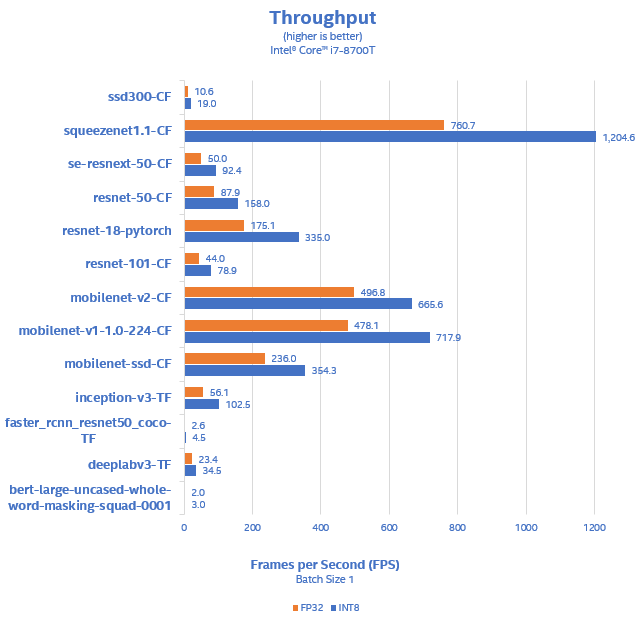 Throughput
(higher is better)
Intel® Core™ i7-8700T
ssd300-CF
10.6
19.0
squeezenet1.1-CF
760.7
1,204.6
se-resnext-50-CF
50.0
92.4
resnet-50-CF
87.9
158.0
resnet-18-pytorch
175.1
335.0
resnet-101-CF
44.0
78.9
mobilenet-v2-CF
496.8
665.6
mobilenet-v1-1.0-224-CF
478.1
717.9
mobilenet-ssd-CF
236.0
354.3
inception-v3-TF
56.1
102.5
faster_rcnn_resnet50_coco-
TF
2.6
4.5
deeplabv3-TF
23.4
34.5
bert-large-uncased-whole-
word-masking-squad-0001
2.0
3.0
0 200 400 600 800 1000 1200
Frames per Second (FPS)
Batch Size 1
FP32 INT8